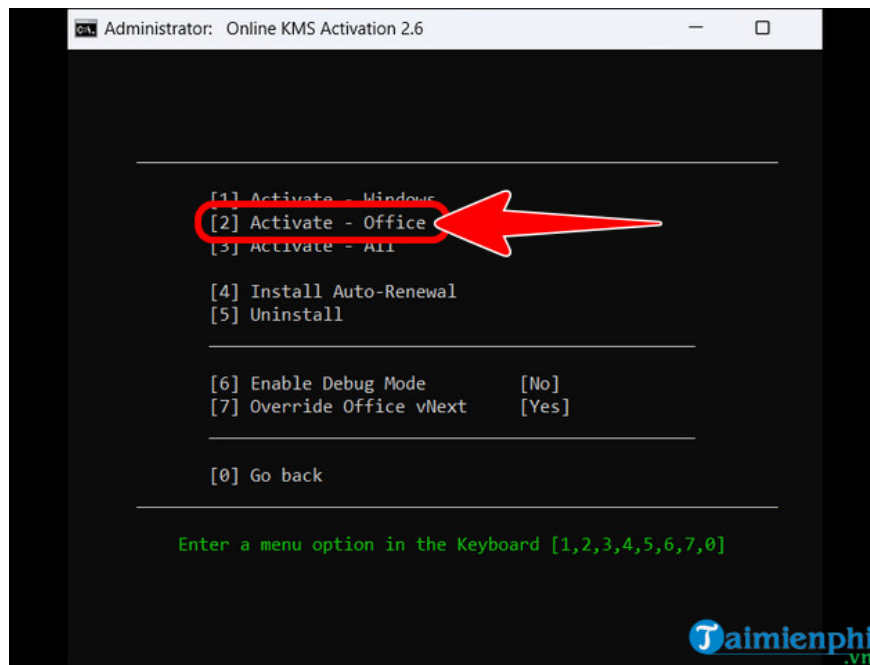 Administrator:  Online KMS Activation 2.6
[1] Activate - Windows
[2] Activate - Office
[3] Activate - All
[4] Install Auto-Renewal
[5] Uninstall
[6] Enable Debug Mode [No]
[7] Override Office vNext [Yes]
[0] Go back
Enter a menu option in the Keyboard [1,2,3,4,5,6,7,0]
Taimienphi
.vn